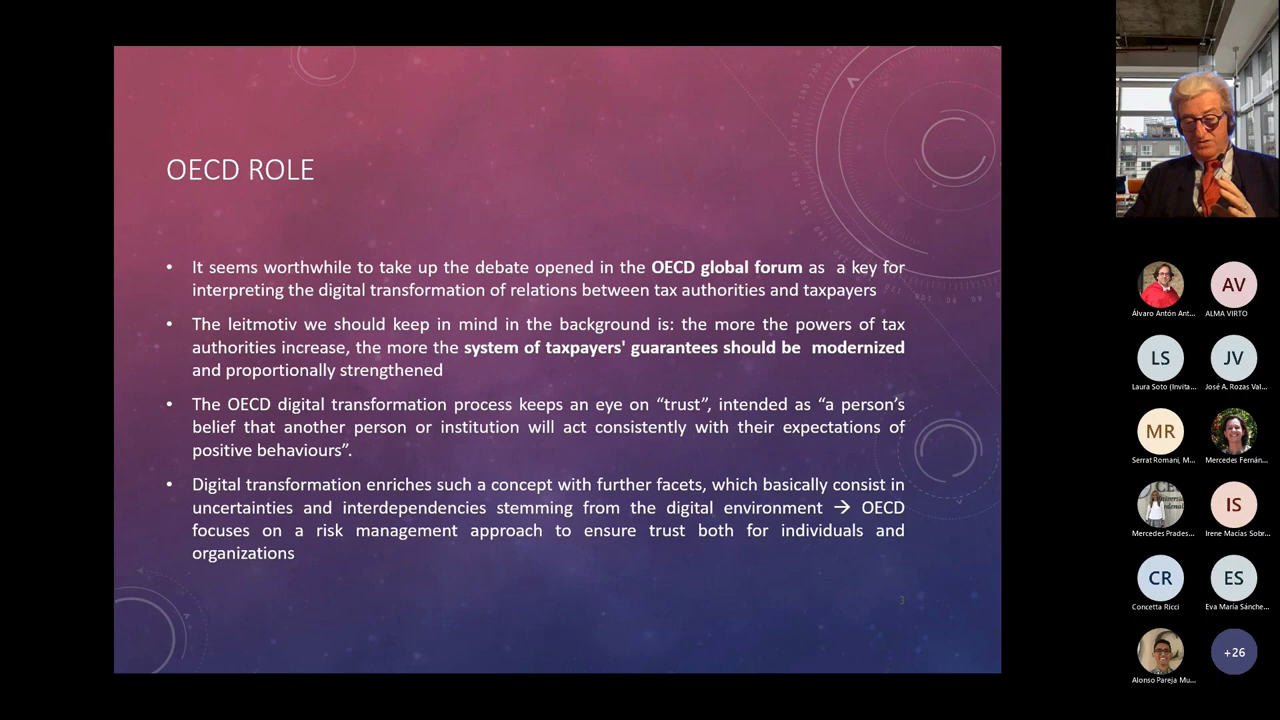 OECD ROLE
• It seems worthwhile to take up the debate opened in the OECD global forum as a key for
interpreting the digital transformation of relations between tax authorities and taxpayers
• The leitmotiv we should keep in mind in the background is: the more the powers of tax
authorities increase, the more the system of taxpayers' guarantees should be modernized
and proportionally strengthened
• The OECD digital transformation process keeps an eye on “trust”, intended as “a person’s
belief that another person or institution will act consistently with their expectations of
positive behaviours”.
• Digital transformation enriches such a concept with further facets, which basically consist in
uncertainties and interdependencies stemming from the digital environment → OECD
focuses on a risk management approach to ensure trust both for individuals and
organizations
3
Álvaro Antón Ant...
AV
ALMA VIRTO
LS
Laura Soto (Invita...
JV
José A. Rozas Val...
MR
Serrat Romaní, M...
Mercedes Fernán...
Mercedes Prades...
IS
Irene Macías Sobr...
CR
Concetta Ricci
ES
Eva María Sánche...
Alonso Pareja Mu...
+26